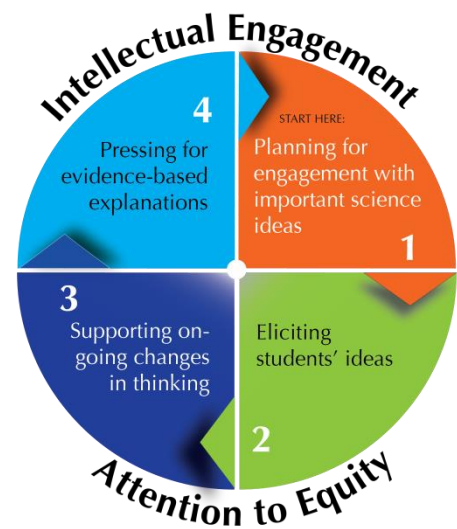 Intellectual Engagement
START HERE:
Planning for
engagement with
important science
ideas
1
Eliciting
students’ ideas
2
3
Supporting on-
going changes
in thinking
4
Pressing for
evidence-based
explanations
Attention to Equity